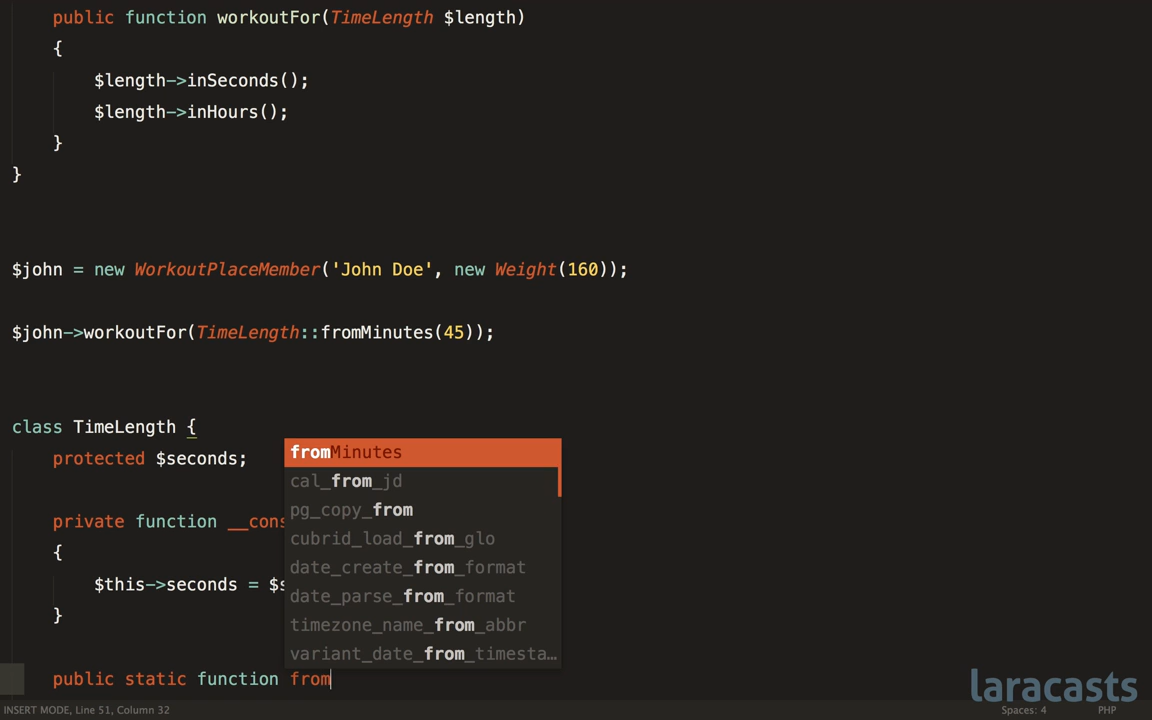 public function workoutFor(TimeLength $length)
{
$length->inSeconds();
$length->inHours();
}
}
$john = new WorkoutPlaceMember('John Doe', new Weight(160));
$john->workoutFor(TimeLength::fromMinutes(45));
class TimeLength {
protected $seconds;
private function __cons
{
$this->seconds = $s
}
public static function from
fromMinutes
cal_from_jd
pg_copy_from
cubrid_load_from_glo
date_create_from_format
date_parse_from_format
timezone_name_from_abbr
variant_date_from_timesta…
laracasts
INSERT MODE, Line 51, Column 32
Spaces: 4
PHP